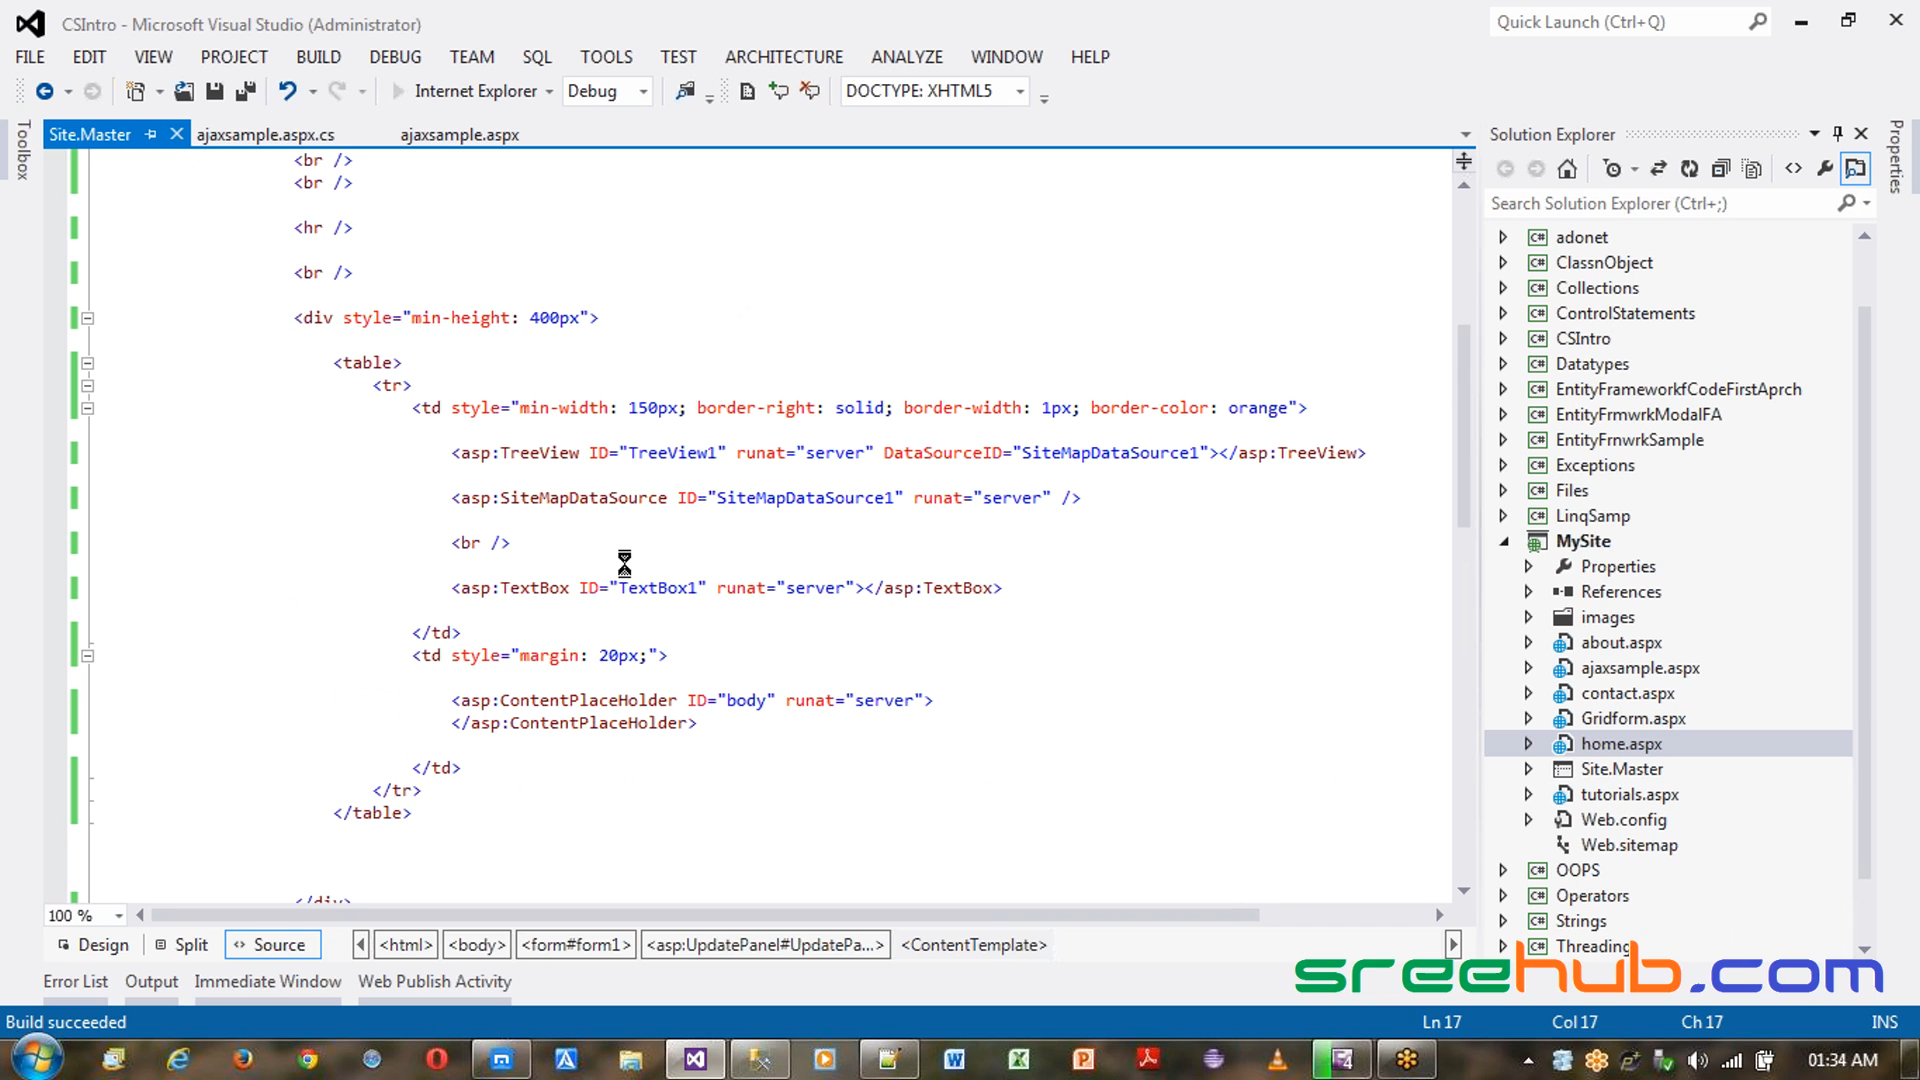 CSIntro - Microsoft Visual Studio (Administrator)
Quick Launch (Ctrl+Q)
FILE EDIT VIEW PROJECT BUILD DEBUG TEAM SQL TOOLS TEST ARCHITECTURE ANALYZE WINDOW HELP
Internet Explorer Debug DOCTYPE: XHTML5
Toolbox
Site.Master ajaxsample.aspx.cs ajaxsample.aspx
<br />
<br />
<hr />
<br />
<div style="min-height: 400px">
<table>
<tr>
<td style="min-width: 150px; border-right: solid; border-width: 1px; border-color: orange">
<asp:TreeView ID="TreeView1" runat="server" DataSourceID="SiteMapDataSource1"></asp:TreeView>
<asp:SiteMapDataSource ID="SiteMapDataSource1" runat="server" />
<br />
<asp:TextBox ID="TextBox1" runat="server"></asp:TextBox>
</td>
<td style="margin: 20px;">
<asp:ContentPlaceHolder ID="body" runat="server">
</asp:ContentPlaceHolder>
</td>
</tr>
</table>
</div>
100 %
Design Split Source <html> <body> <form#form1> <asp:UpdatePanel#UpdatePa...> <ContentTemplate>
Error List Output Immediate Window Web Publish Activity
Solution Explorer
Properties
Search Solution Explorer (Ctrl+;)
adonet
ClassnObject
Collections
ControlStatements
CSIntro
Datatypes
EntityFrameworkfCodeFirstAprch
EntityFrmwrkModalFA
EntityFrnwrkSample
Exceptions
Files
LinqSamp
MySite
Properties
References
images
about.aspx
ajaxsample.aspx
contact.aspx
Gridform.aspx
home.aspx
Site.Master
tutorials.aspx
Web.config
Web.sitemap
OOPS
Operators
Strings
Threading
sreehub.com
Build succeeded Ln 17 Col 17 Ch 17 INS
01:34 AM